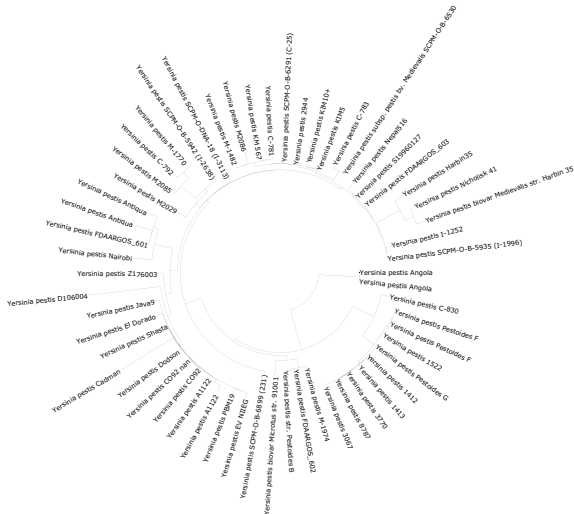 Yersinia pestis SCPM-O-B-6291 (C-25)
Yersinia pestis 2944
Yersinia pestis KIM10+
Yersinia pestis KIM5
Yersinia pestis C-783
Yersinia pestis subsp. pestis bv. Medievalis SCPM-O-B-6530
Yersinia pestis Nepal516
Yersinia pestis S19960127
Yersinia pestis FDAARGOS_603
Yersinia pestis Harbin35
Yersinia pestis Nicholisk 41
Yersinia pestis biovar Medievalis str. Harbin 35
Yersinia pestis I-1252
Yersinia pestis SCPM-O-B-5935 (I-1996)
Yersinia pestis Angola
Yersinia pestis Angola
Yersinia pestis C-830
Yersinia pestis Pestoides F
Yersinia pestis Pestoides F
Yersinia pestis 1522
Yersinia pestis Pestoides G
Yersinia pestis 1412
Yersinia pestis 1413
Yersinia pestis 3770
Yersinia pestis 8787
Yersinia pestis 3067
Yersinia pestis M-1974
Yersinia pestis FDAARGOS_602
Yersinia pestis str. Pestoides B
Yersinia pestis biovar Microtus str. 91001
Yersinia pestis SCPM-O-B-6899 (231)
Yersinia pestis EV NIIEG
Yersinia pestis PBM19
Yersinia pestis A1122
Yersinia pestis A1122
Yersinia pestis CO92
Yersinia pestis CO92 nan
Yersinia pestis Dodson
Yersinia pestis Cadman
Yersinia pestis Shasta
Yersinia pestis El Dorado
Yersinia pestis Java9
Yersinia pestis D106004
Yersinia pestis Z176003
Yersinia pestis Nairobi
Yersinia pestis FDAARGOS_601
Yersinia pestis Antiqua
Yersinia pestis Antiqua
Yersinia pestis M2029
Yersinia pestis M2085
Yersinia pestis C-792
Yersinia pestis M-1770
Yersinia pestis SCPM-O-B-5942 (I-2638)
Yersinia pestis SCPM-O-DNA-18 (I-3113)
Yersinia pestis M-1482
Yersinia pestis M2086
Yersinia pestis KM 567
Yersinia pestis C-781